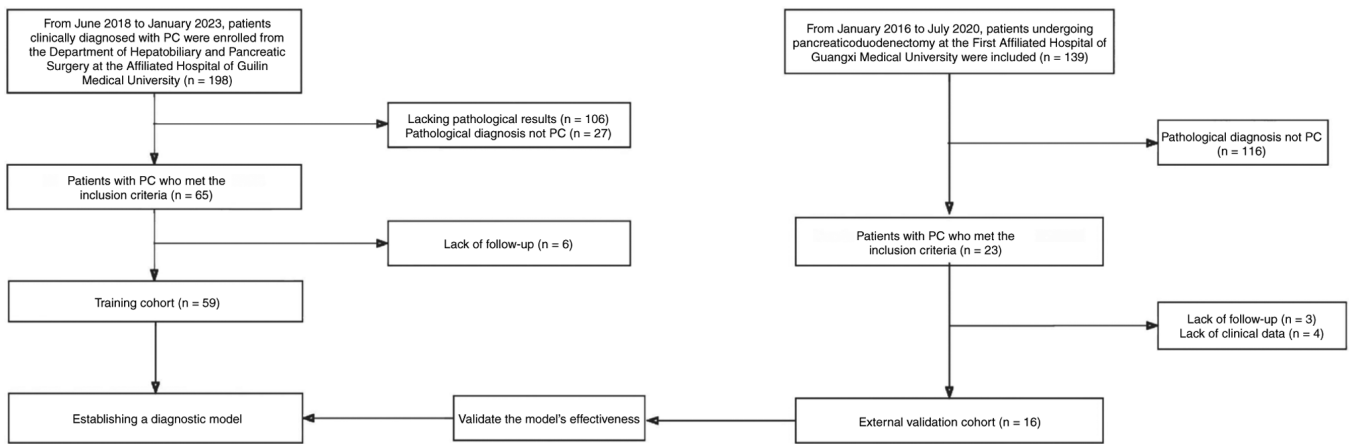 From June 2018 to January 2023, patients
clinically diagnosed with PC were enrolled from
the Department of Hepatobiliary and Pancreatic
Surgery at the Affiliated Hospital of Guilin
Medical University (n = 198)
Lacking pathological results (n = 106)
Pathological diagnosis not PC (n = 27)
Patients with PC who met the
inclusion criteria (n = 65)
Lack of follow-up (n = 6)
Training cohort (n = 59)
Establishing a diagnostic model
From January 2016 to July 2020, patients undergoing
pancreaticoduodenectomy at the First Affiliated Hospital of
Guangxi Medical University were included (n = 139)
Pathological diagnosis not PC
(n = 116)
Patients with PC who met the
inclusion criteria (n = 23)
Lack of follow-up (n = 3)
Lack of clinical data (n = 4)
External validation cohort (n = 16)
Validate the model's effectiveness